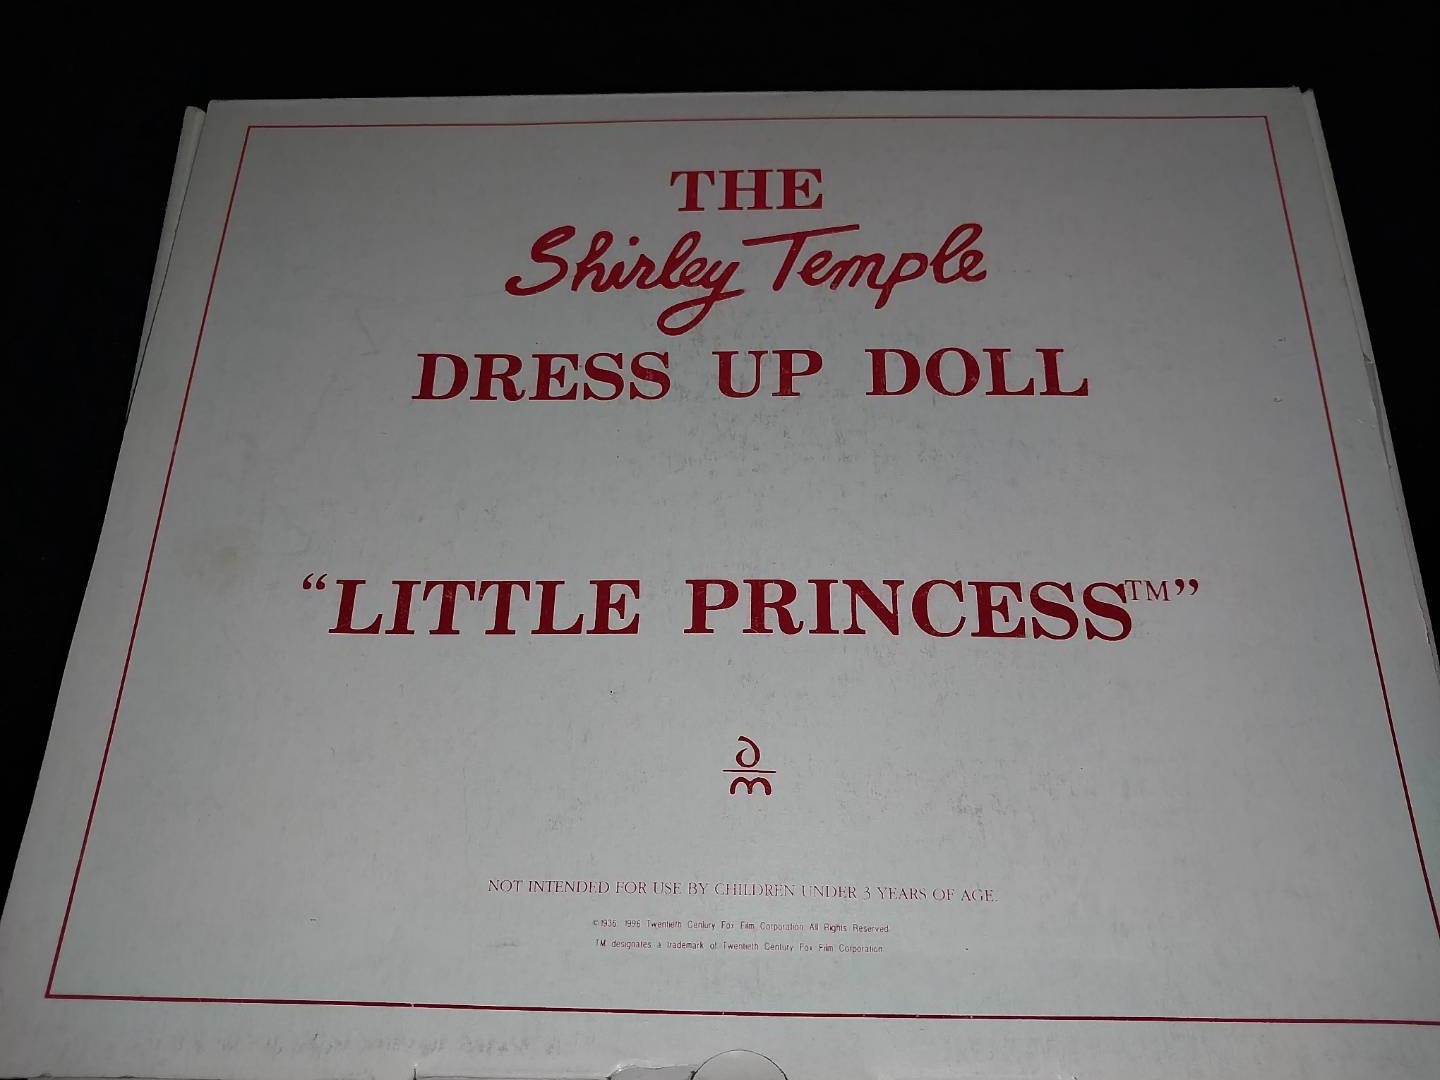 THE
Shirley Temple
DRESS UP DOLL
“LITTLE PRINCESS™”
NOT INTENDED FOR USE BY CHILDREN UNDER 3 YEARS OF AGE.
©1936, 1996 Twentieth Century Fox Film Corporation. All Rights Reserved.
TM designates a trademark of Twentieth Century Fox Film Corporation.